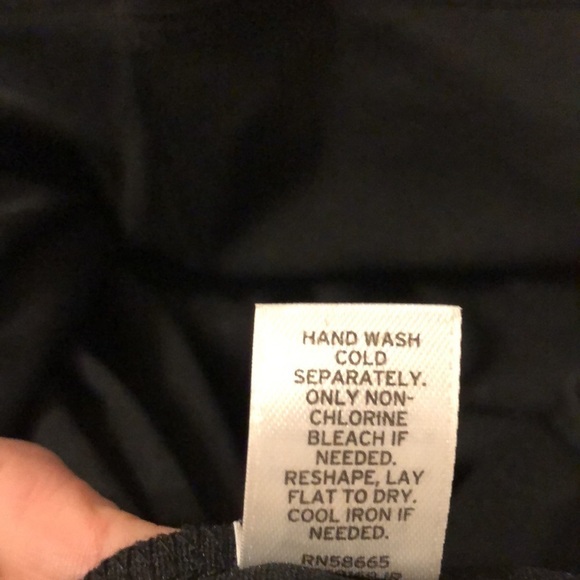 HAND WASH
COLD
SEPARATELY.
ONLY NON-
CHLORINE
BLEACH IF
NEEDED.
RESHAPE, LAY
FLAT TO DRY.
COOL IRON IF
NEEDED.
RN58665